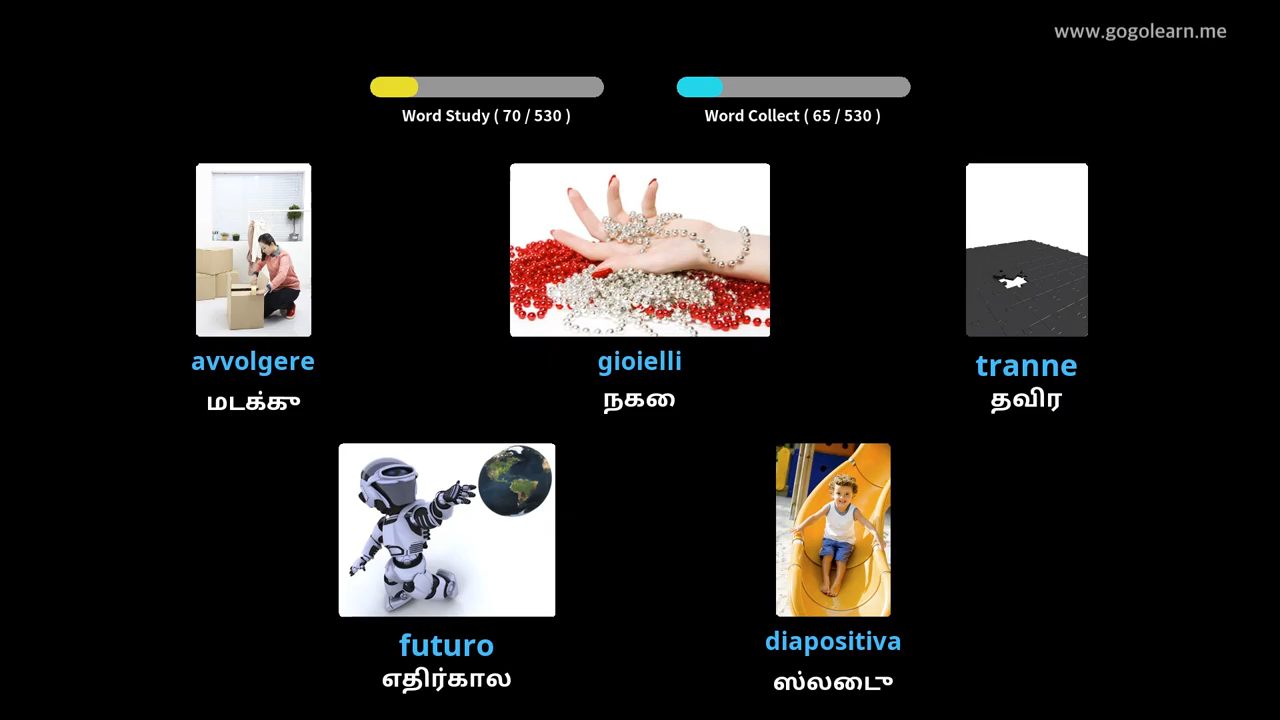 www.gogolearn.me
Word Study ( 70 / 530 )
Word Collect ( 65 / 530 )
avvolgere
மடக்கு
gioielli
நகை
tranne
தவிர
futuro
எதிர்கால
diapositiva
ஸ்லைடு